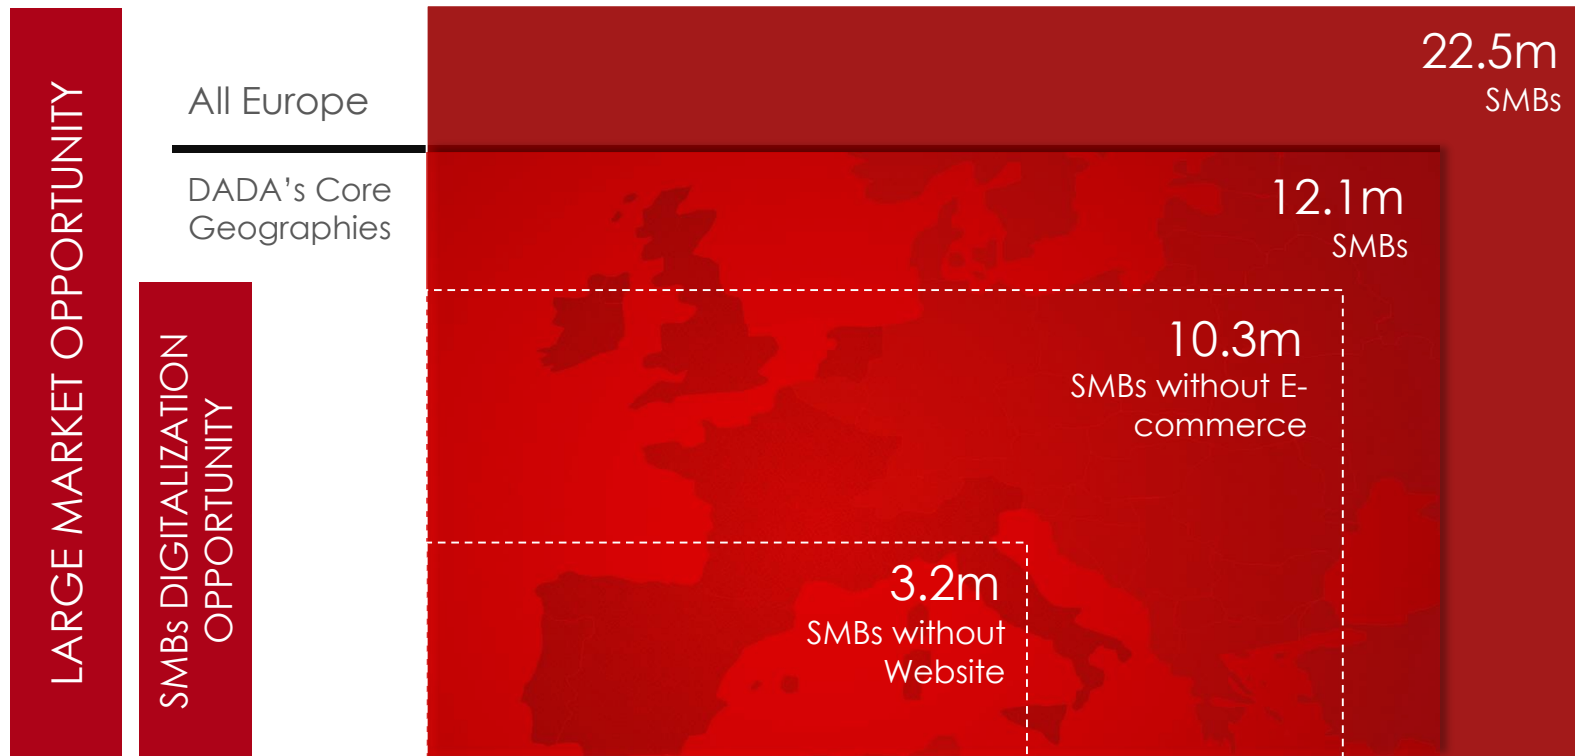 LARGE MARKET OPPORTUNITY
SMBs DIGITALIZATION
OPPORTUNITY
All Europe
DADA's Core
Geographies
22.5m
SMBs
12.1m
SMBs
10.3m
SMBs without E-
commerce
3.2m
SMBs without
Website